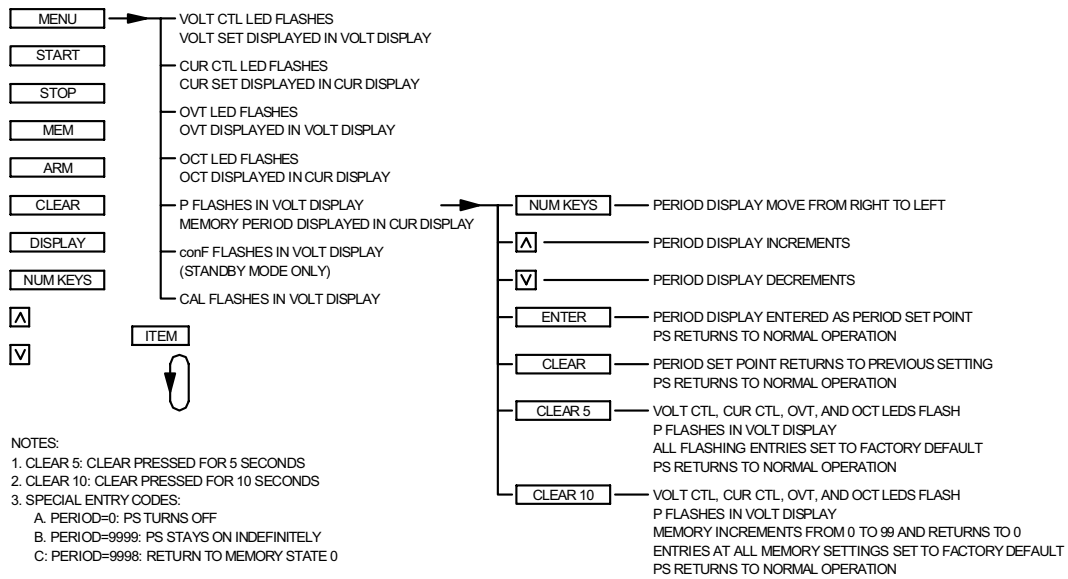 MENU
START
STOP
MEM
ARM
CLEAR
DISPLAY
NUM KEYS
VOLT CTL LED FLASHES
VOLT SET DISPLAYED IN VOLT DISPLAY
CUR CTL LED FLASHES
CUR SET DISPLAYED IN CUR DISPLAY
OVT LED FLASHES
OVT DISPLAYED IN VOLT DISPLAY
OCT LED FLASHES
OCT DISPLAYED IN CUR DISPLAY
P FLASHES IN VOLT DISPLAY
MEMORY PERIOD DISPLAYED IN CUR DISPLAY
conF FLASHES IN VOLT DISPLAY
(STANDBY MODE ONLY)
CAL FLASHES IN VOLT DISPLAY
ITEM
NUM KEYS
PERIOD DISPLAY MOVE FROM RIGHT TO LEFT
PERIOD DISPLAY INCREMENTS
PERIOD DISPLAY DECREMENTS
ENTER
PERIOD DISPLAY ENTERED AS PERIOD SET POINT
PS RETURNS TO NORMAL OPERATION
CLEAR
PERIOD SET POINT RETURNS TO PREVIOUS SETTING
PS RETURNS TO NORMAL OPERATION
CLEAR 5
VOLT CTL, CUR CTL, OVT, AND OCT LEDS FLASH
P FLASHES IN VOLT DISPLAY
ALL FLASHING ENTRIES SET TO FACTORY DEFAULT
PS RETURNS TO NORMAL OPERATION
CLEAR 10
VOLT CTL, CUR CTL, OVT, AND OCT LEDS FLASH
P FLASHES IN VOLT DISPLAY
MEMORY INCREMENTS FROM 0 TO 99 AND RETURNS TO 0
ENTRIES AT ALL MEMORY SETTINGS SET TO FACTORY DEFAULT
PS RETURNS TO NORMAL OPERATION
NOTES:
1. CLEAR 5: CLEAR PRESSED FOR 5 SECONDS
2. CLEAR 10: CLEAR PRESSED FOR 10 SECONDS
3. SPECIAL ENTRY CODES:
A. PERIOD=0: PS TURNS OFF
B. PERIOD=9999: PS STAYS ON INDEFINITELY
C: PERIOD=9998: RETURN TO MEMORY STATE 0